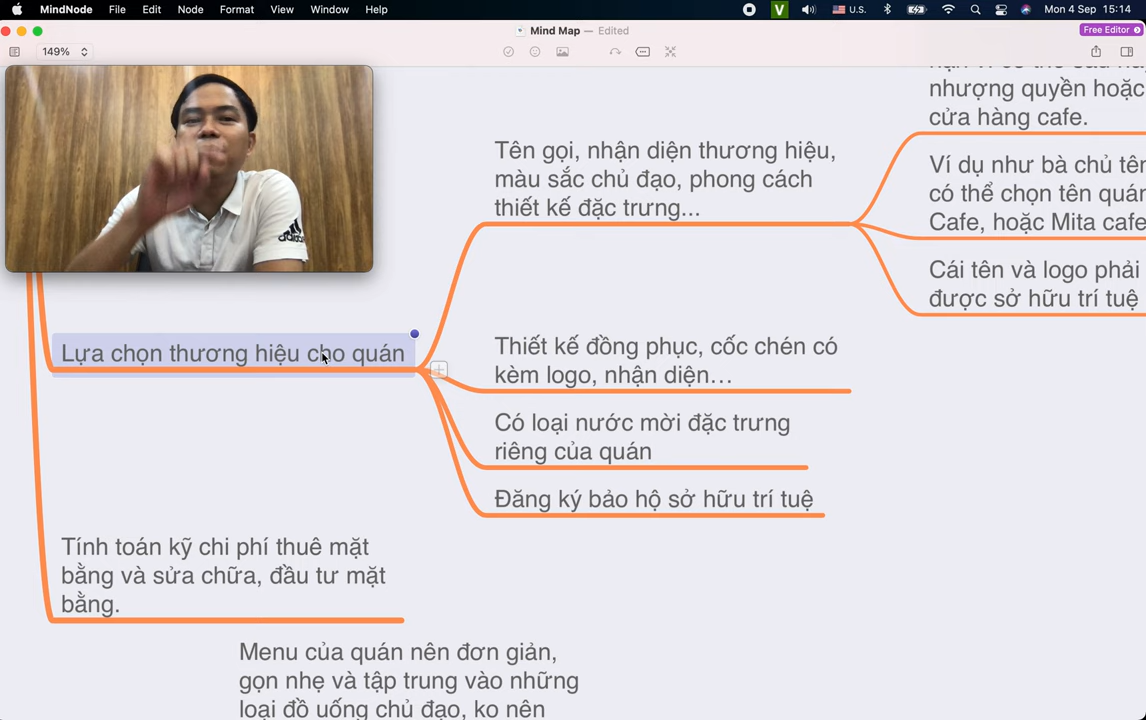 MindNode File Edit Node Format View Window Help
V U.S. Mon 4 Sep 15:14
Mind Map — Edited
Free Editor
149%
adidas
nhượng quyền hoặc
cửa hàng cafe.
Tên gọi, nhận diện thương hiệu,
màu sắc chủ đạo, phong cách
thiết kế đặc trưng...
Ví dụ như bà chủ tên
có thể chọn tên quán
Cafe, hoặc Mita cafe
Cái tên và logo phải
được sở hữu trí tuệ
Lựa chọn thương hiệu cho quán
Thiết kế đồng phục, cốc chén có
kèm logo, nhận diện…
Có loại nước mời đặc trưng
riêng của quán
Đăng ký bảo hộ sở hữu trí tuệ
Tính toán kỹ chi phí thuê mặt
bằng và sửa chữa, đầu tư mặt
bằng.
Menu của quán nên đơn giản,
gọn nhẹ và tập trung vào những
loại đồ uống chủ đạo, ko nên